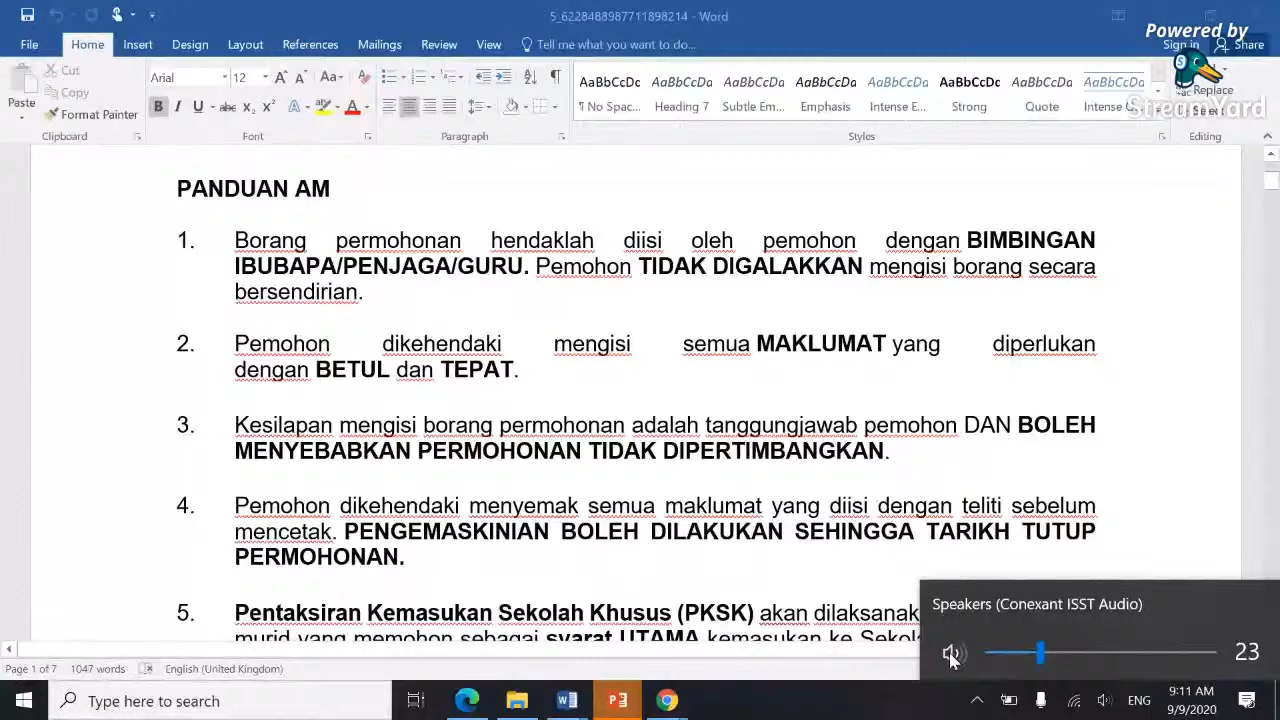 5_6228488987711898214 - Word
Powered by
File Home Insert Design Layout References Mailings Review View Tell me what you want to do... Sign in Share
StreamYard
Paste Cut Copy Format Painter
Arial 12
AaBbCcDc AaBbCcDa AaBbCcDa AaBbCcDa AaBbCcDa AaBbCcDc AaBbCcDa AaBbCcDa
¶ No Spac... Heading 7 Subtle Em... Emphasis Intense E... Strong Quote Replace
Font Paragraph Styles Editing
PANDUAN AM
1. Borang permohonan hendaklah diisi oleh pemohon dengan BIMBINGAN
IBUBAPA/PENJAGA/GURU. Pemohon TIDAK DIGALAKKAN mengisi borang secara
bersendirian.
2. Pemohon dikehendaki mengisi semua MAKLUMAT yang diperlukan
dengan BETUL dan TEPAT.
3. Kesilapan mengisi borang permohonan adalah tanggungjawab pemohon DAN BOLEH
MENYEBABKAN PERMOHONAN TIDAK DIPERTIMBANGKAN.
4. Pemohon dikehendaki menyemak semua maklumat yang diisi dengan teliti sebelum
mencetak. PENGEMASKINIAN BOLEH DILAKUKAN SEHINGGA TARIKH TUTUP
PERMOHONAN.
5. Pentaksiran Kemasukan Sekolah Khusus (PKSK) akan
murid yang memohon sebagai syarat UTAMA kemasukan ke
Speakers (Conexant ISST Audio)
23
Page 1 of 7 1047 words English (United Kingdom)
Type here to search
ENG
9:11 AM
9/9/2020